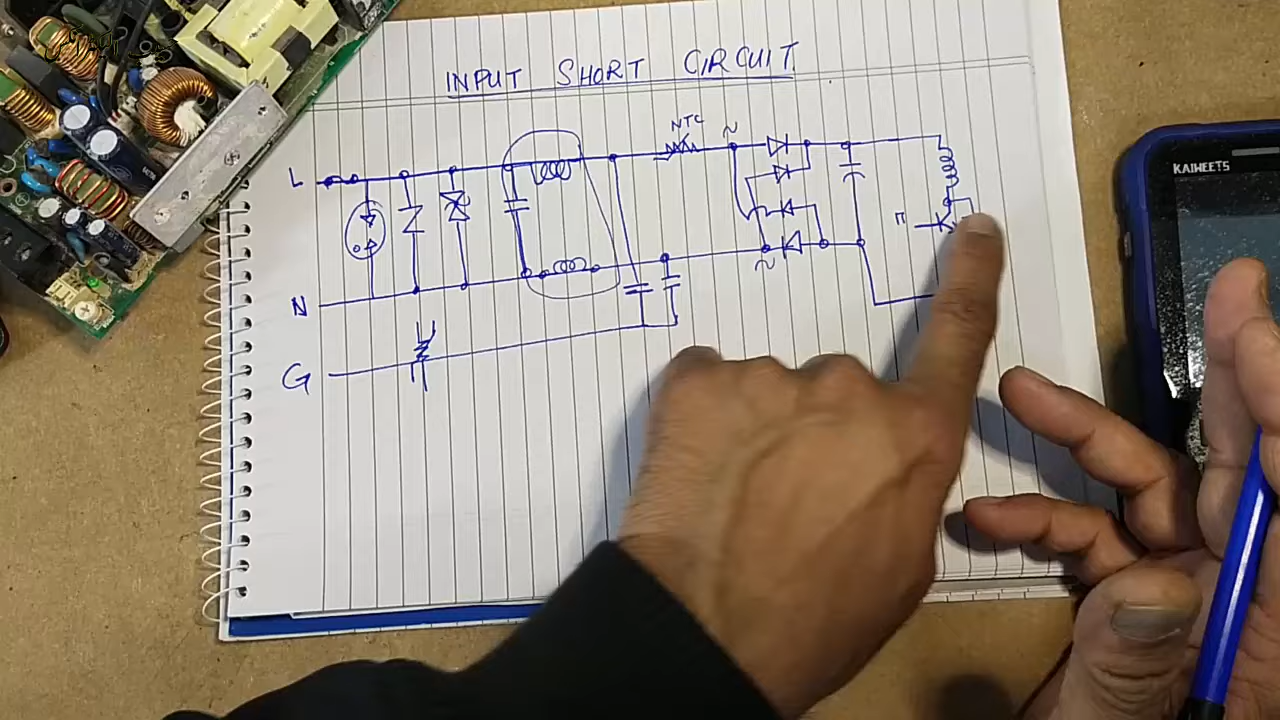 INPUT SHORT CIRCUIT
NTC
L
~
KAIWEETS
N
~
G